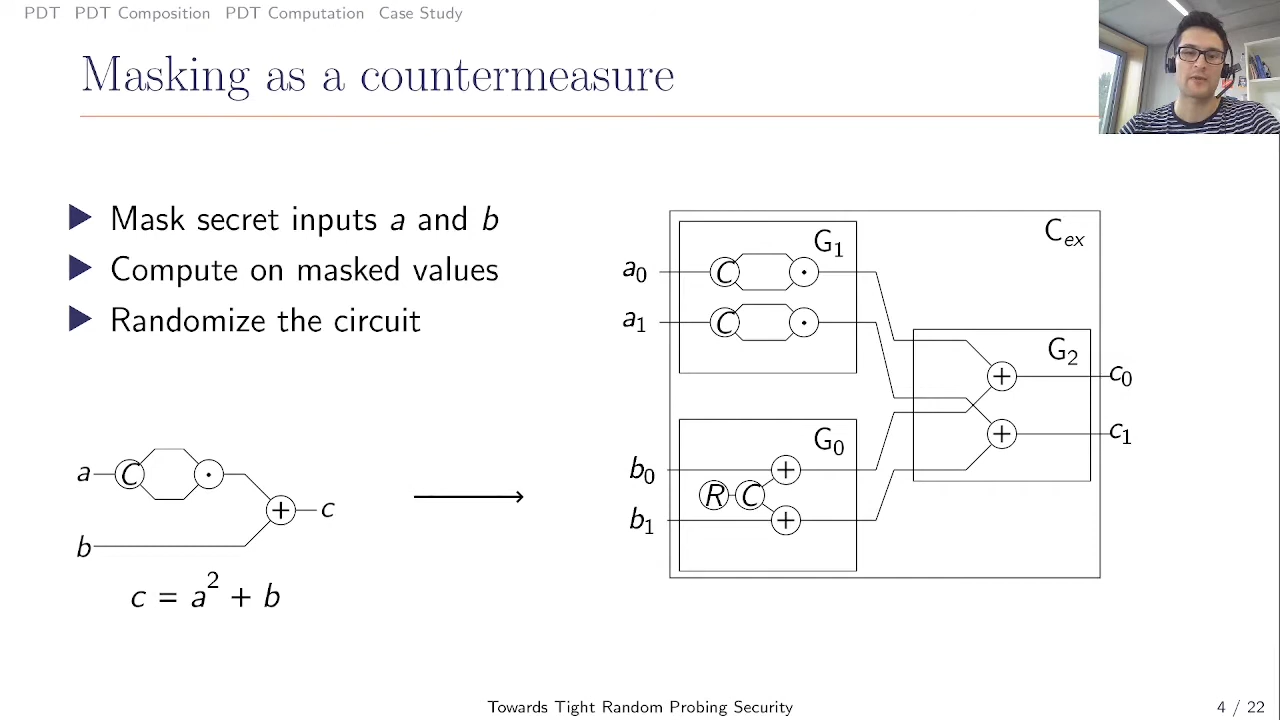 PDT PDT Composition PDT Computation Case Study
Masking as a countermeasure
▶ Mask secret inputs a and b
▶ Compute on masked values
▶ Randomize the circuit
a C · + c
b
c = a² + b
C_ex
G₁
a₀ C ·
a₁ C ·
G₂
+ c₀
+ c₁
G₀
b₀ +
R C
b₁ +
Towards Tight Random Probing Security 4 / 22